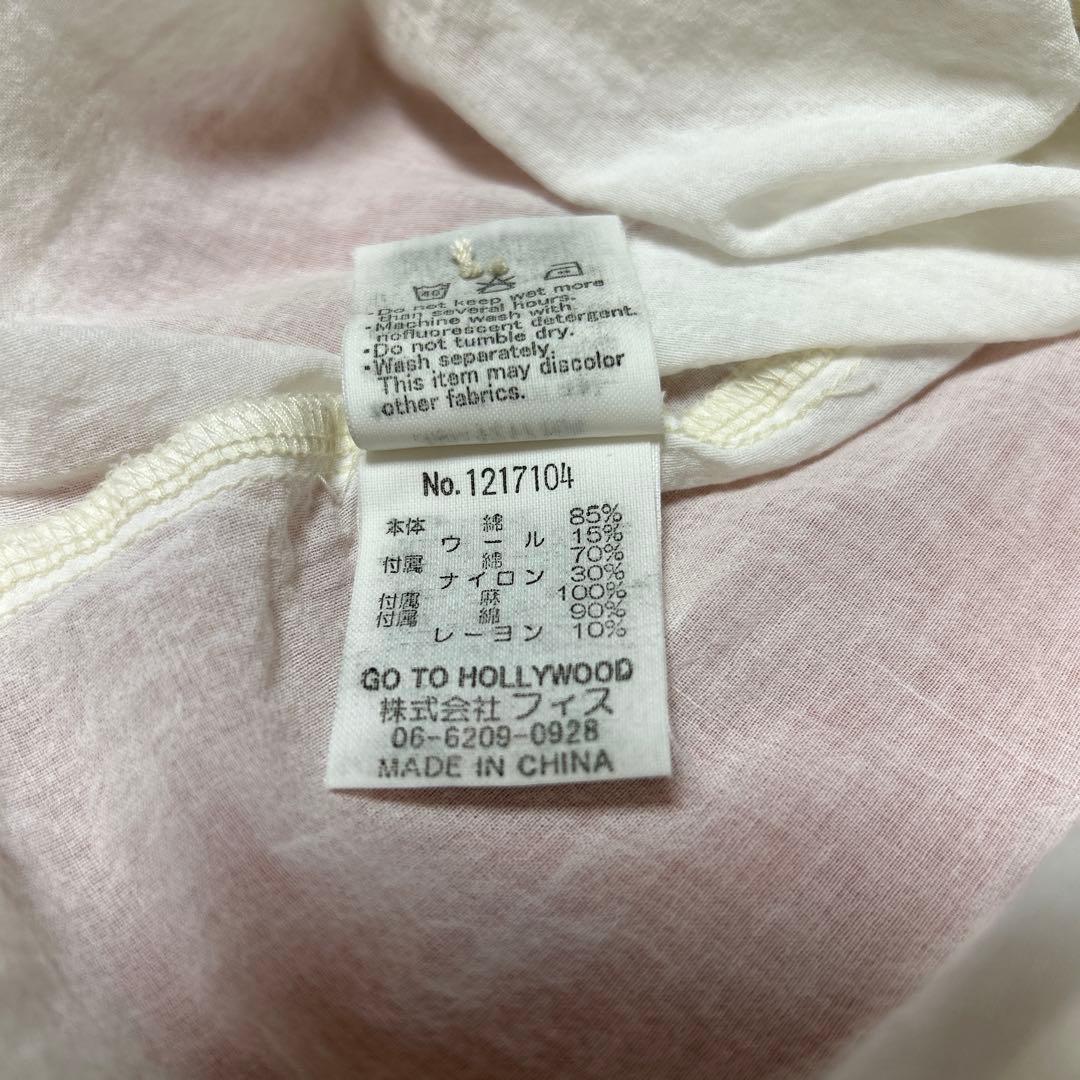 40
·Do not keep wet more
than several hours.
·Machine wash with
nofluorescent detergent.
·Do not tumble dry.
·Wash separately.
This item may discolor
other fabrics.
No.1217104
本体 綿 85%
ウール 15%
付属 綿 70%
ナイロン 30%
付属 麻 100%
付属 綿 90%
レーヨン 10%
GO TO HOLLYWOOD
株式会社 フィス
06-6209-0928
MADE IN CHINA